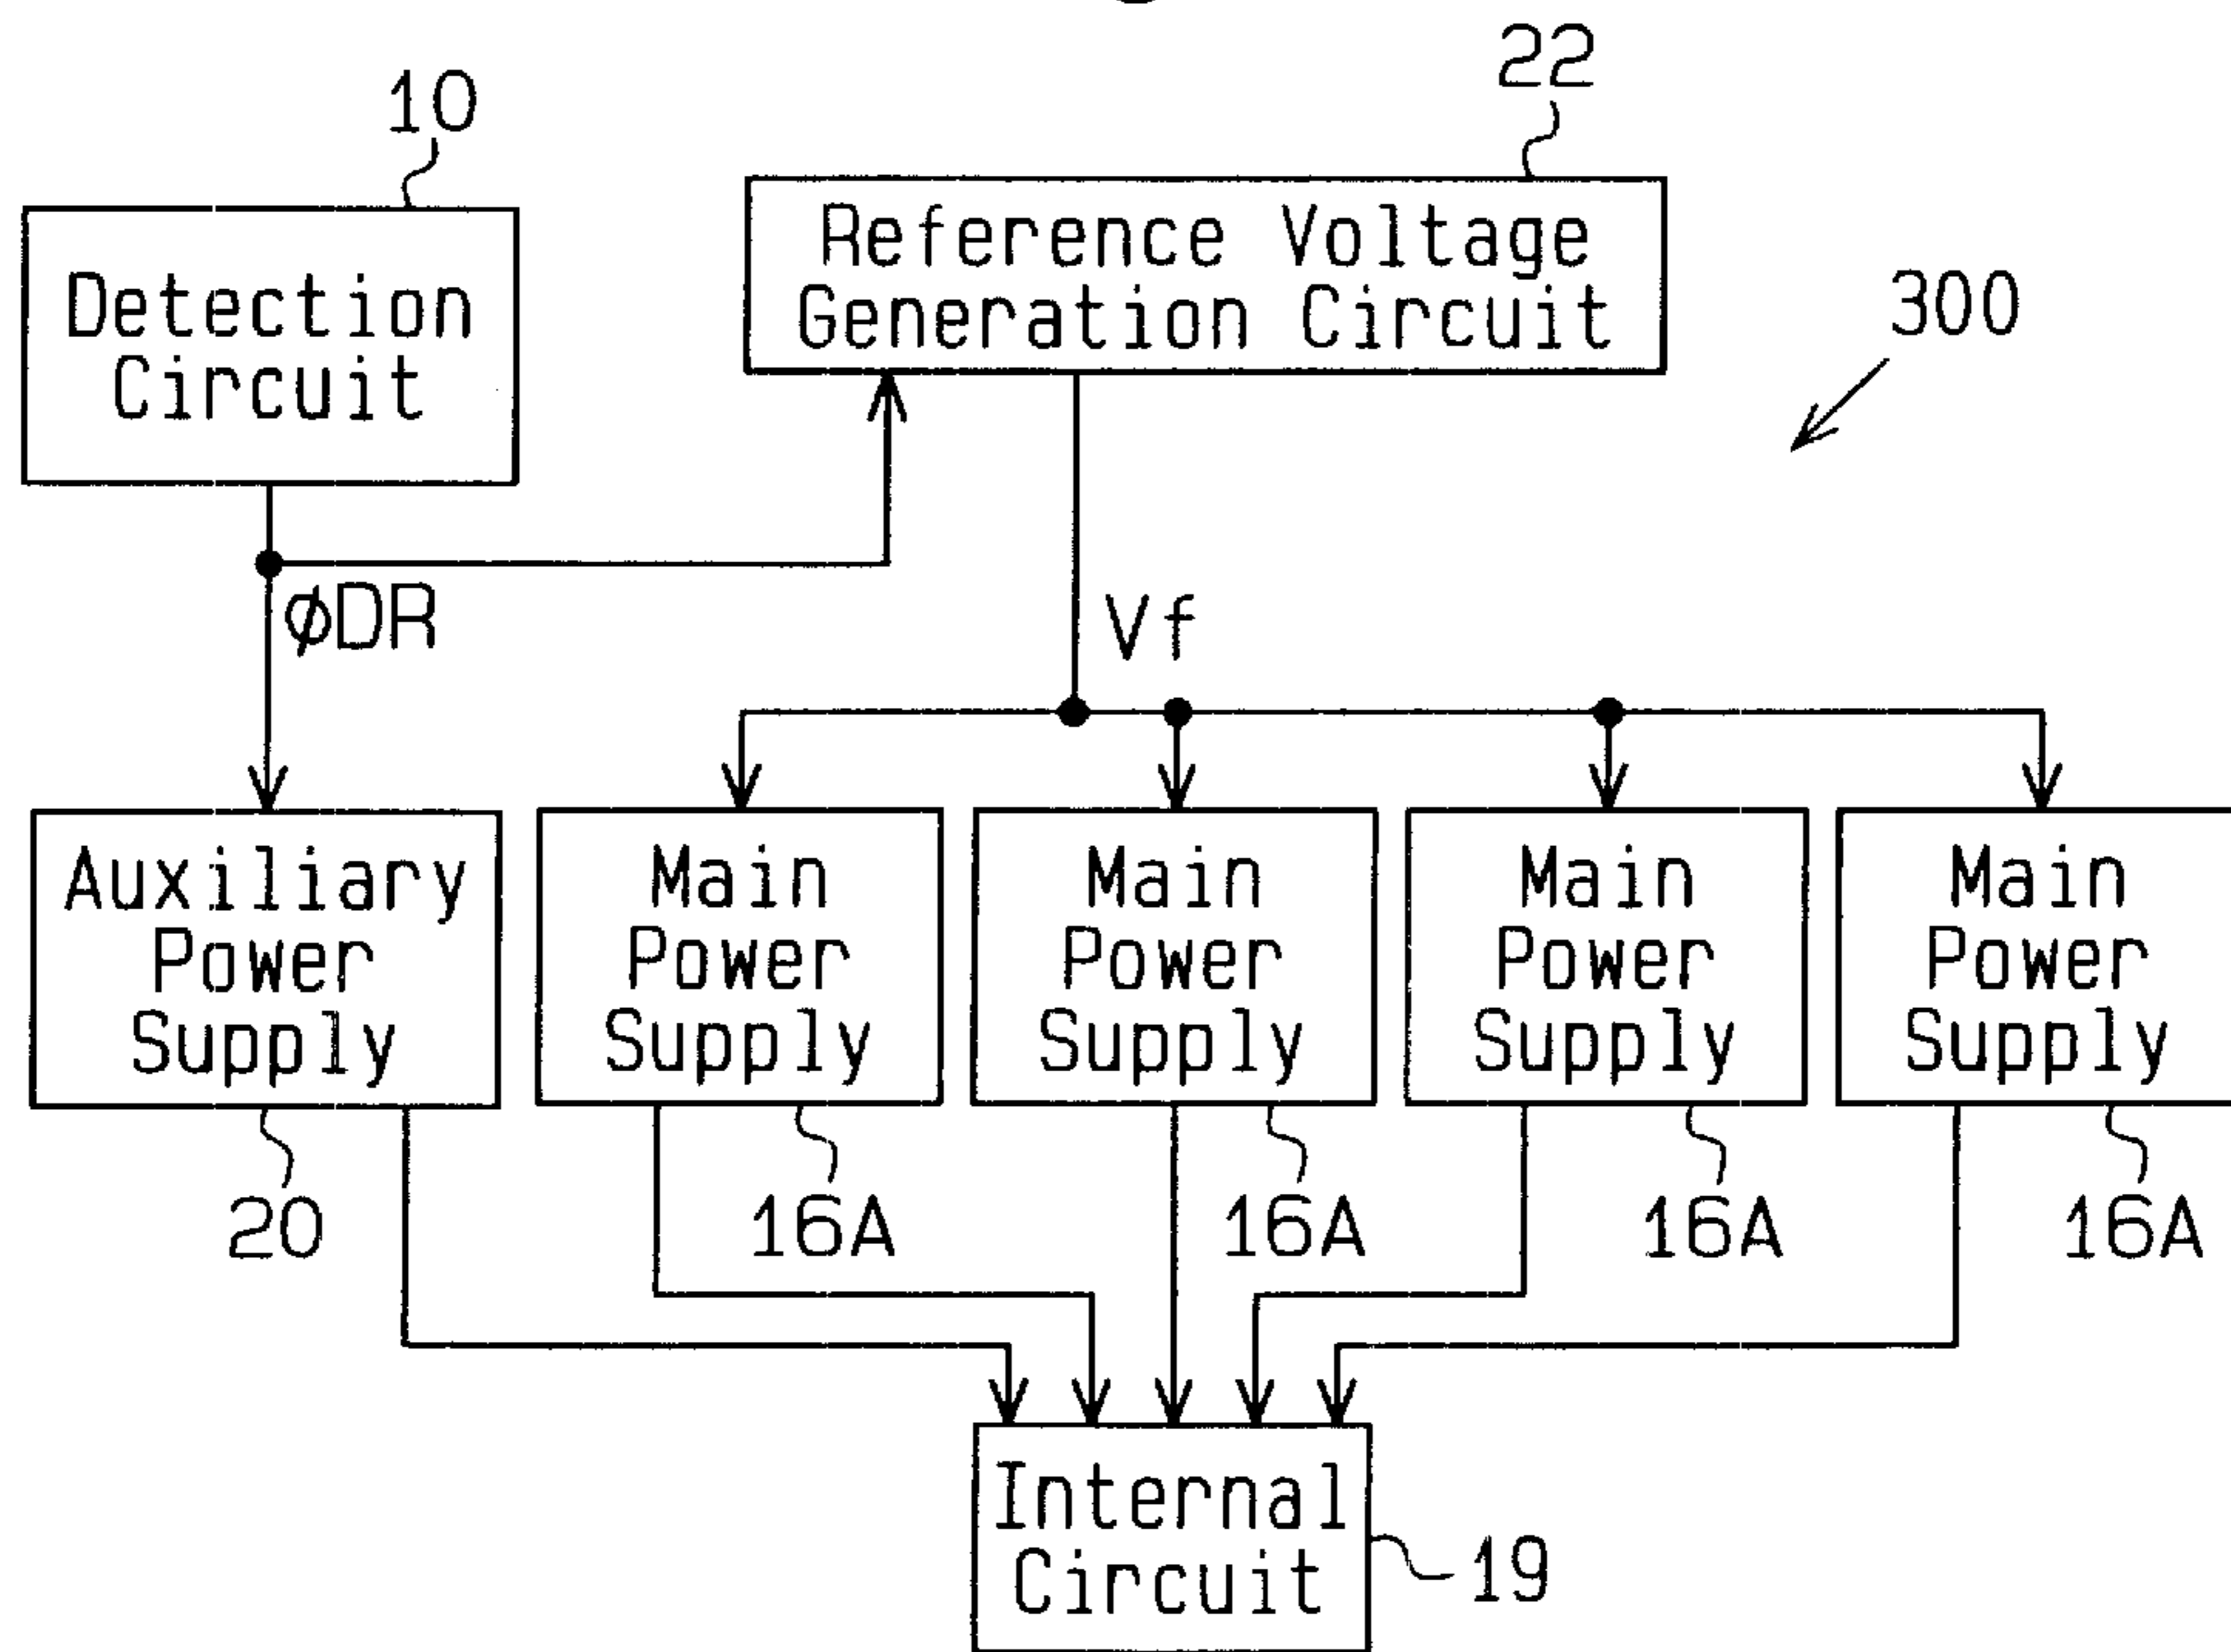 10
22
Detection
Circuit
Reference Voltage
Generation Circuit
300
φDR
Vf
Auxiliary
Power
Supply
Main
Power
Supply
Main
Power
Supply
Main
Power
Supply
Main
Power
Supply
20
16A
16A
16A
16A
Internal
Circuit
19